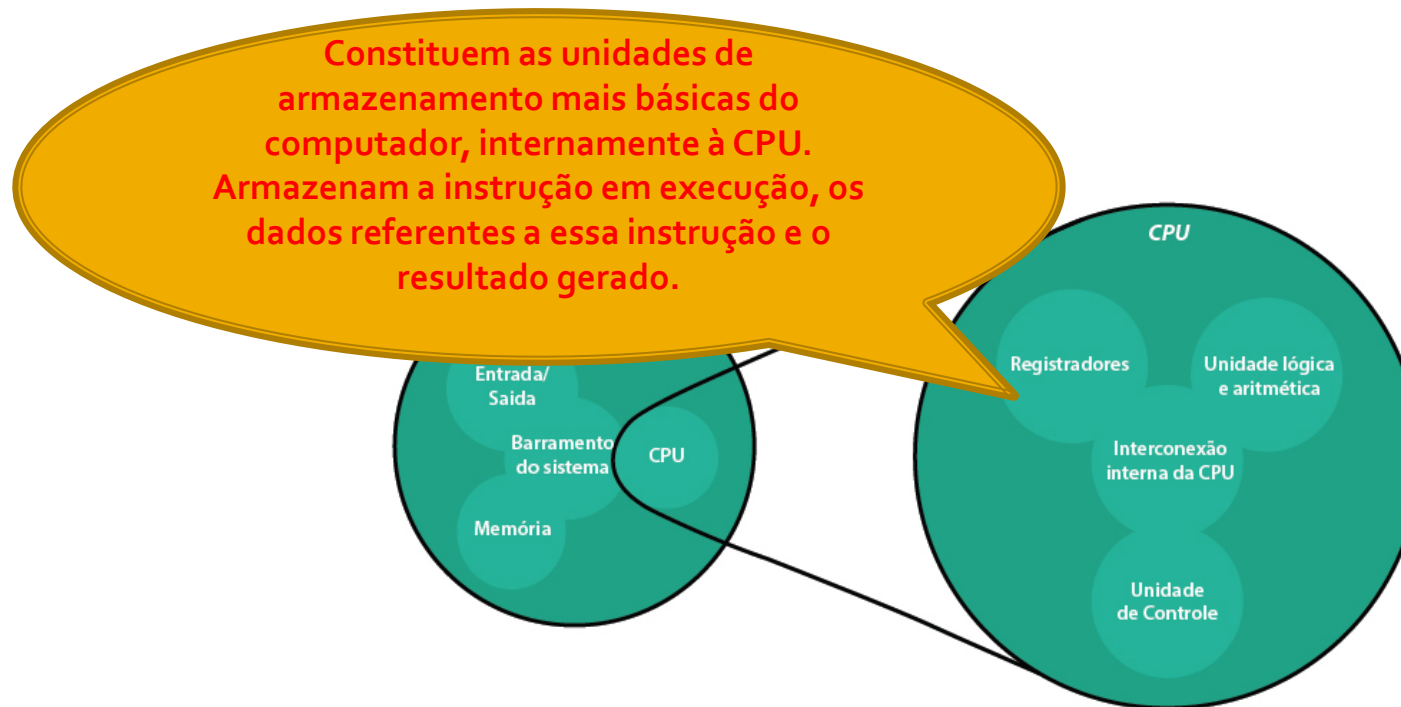 Constituem as unidades de
armazenamento mais básicas do
computador, internamente à CPU.
Armazenam a instrução em execução, os
dados referentes a essa instrução e o
resultado gerado.
Entrada/
Saida
Barramento
do sistema
CPU
Memória
CPU
Registradores
Unidade lógica
e aritmética
Interconexão
interna da CPU
Unidade
de Controle